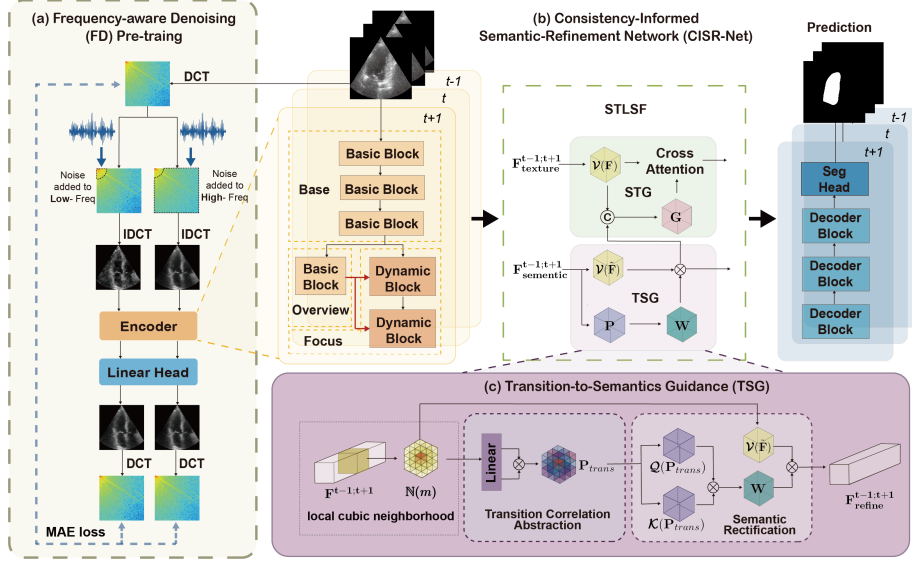 (a) Frequency-aware Denoising
(FD) Pre-traing
DCT
Noise
added to
Low- Freq
Noise
added to
High- Freq
IDCT
IDCT
Encoder
Linear Head
DCT
DCT
MAE loss
(b) Consistency-Informed
Semantic-Refinement Network (CISR-Net)
t-1
t
t+1
Basic Block
Basic Block
Basic Block
Base
Basic
Block
Overview
Dynamic
Block
Dynamic
Block
Focus
STLSF
F^{t-1;t+1}_{texture}
V(F)
Cross
Attention
STG
C
G
F^{t-1;t+1}_{sementic}
V(F̂)
TSG
P
W
Prediction
t-1
t
t+1
Seg
Head
Decoder
Block
Decoder
Block
Decoder
Block
(c) Transition-to-Semantics Guidance (TSG)
F^{t-1;t+1}
ℕ(m)
local cubic neighborhood
Linear
P_{trans}
Transition Correlation
Abstraction
Q(P_{trans})
K(P_{trans})
V(F̂)
W
Semantic
Rectification
F^{t-1;t+1}_{refine}